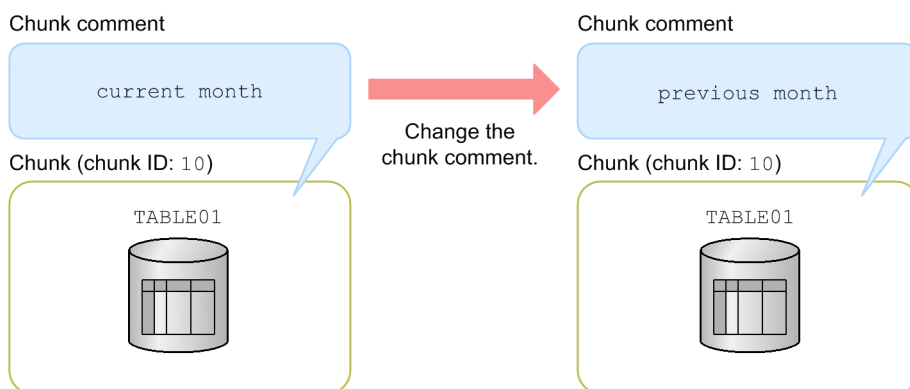 Chunk comment
current month
Chunk (chunk ID: 10)
TABLE01
Change the
chunk comment.
Chunk comment
previous month
Chunk (chunk ID: 10)
TABLE01